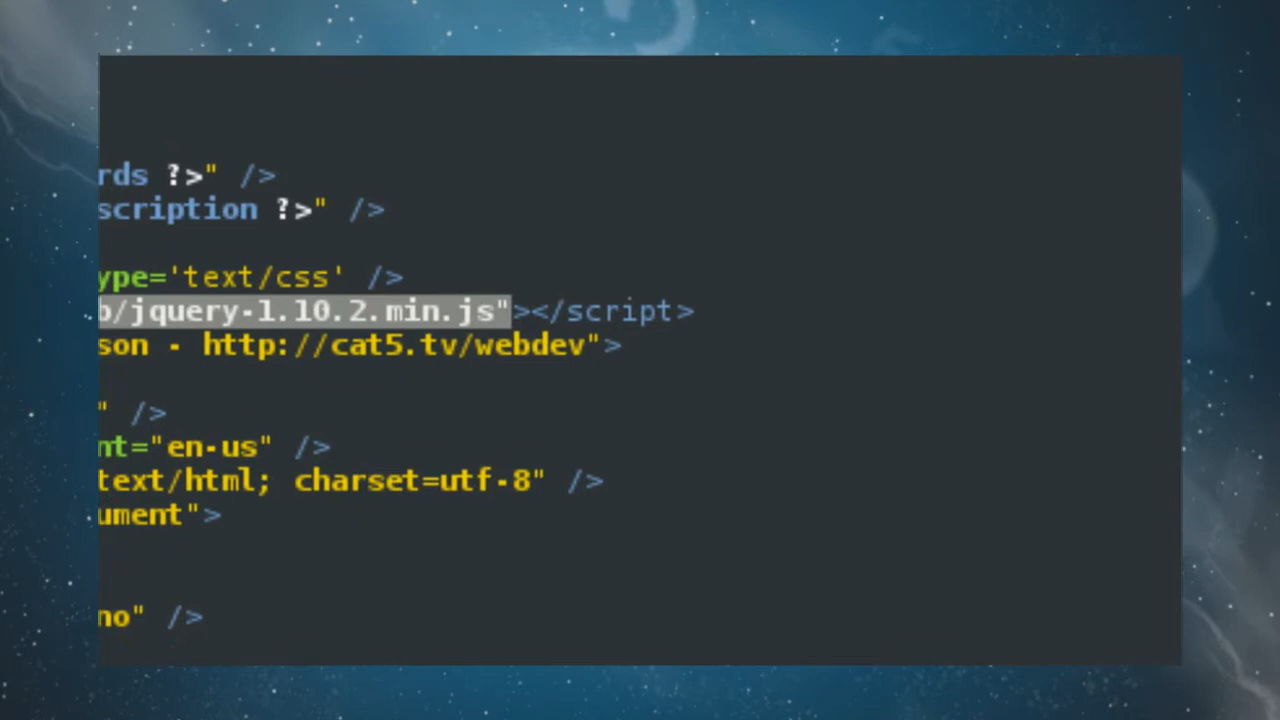 rds ?>" />
scription ?>" />
ype='text/css' />
b/jquery-1.10.2.min.js"></script>
son - http://cat5.tv/webdev">
" />
nt="en-us" />
text/html; charset=utf-8" />
ument">
no" />